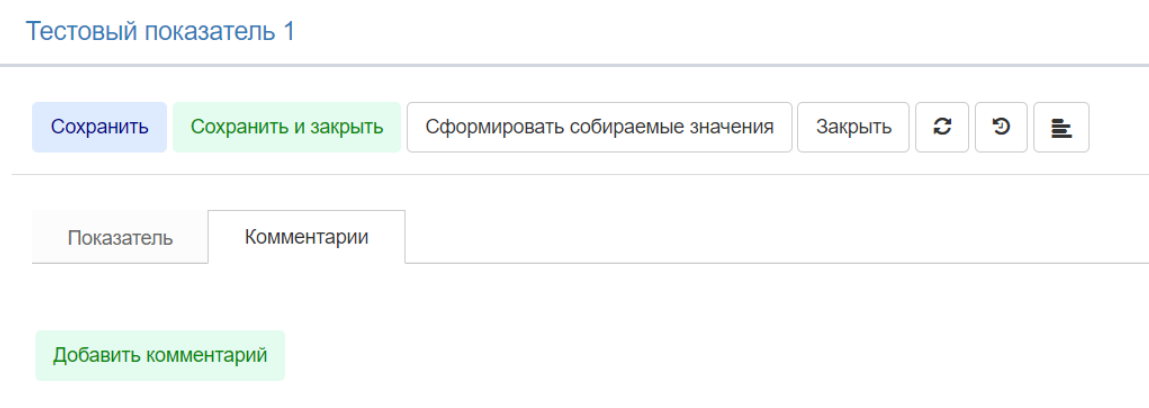 Тестовый показатель 1
Сохранить Сохранить и закрыть Сформировать собираемые значения Закрыть
Показатель Комментарии
Добавить комментарий